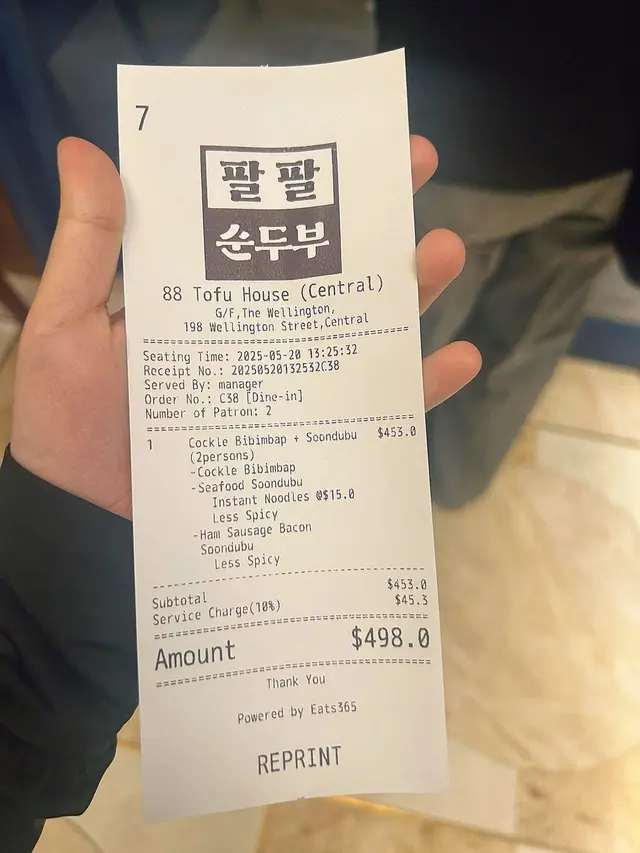 7
팔팔
순두부
88 Tofu House (Central)
G/F,The Wellington,
198 Wellington Street,Central
Seating Time: 2025-05-20 13:25:32
Receipt No.: 20250520132532C38
Served By: manager
Order No.: C38 [Dine-in]
Number of Patron: 2
1 Cockle Bibimbap + Soondubu $453.0
(2persons)
-Cockle Bibimbap
-Seafood Soondubu
Instant Noodles @$15.0
Less Spicy
-Ham Sausage Bacon
Soondubu
Less Spicy
Subtotal $453.0
Service Charge(10%) $45.3
Amount $498.0
Thank You
Powered by Eats365
REPRINT